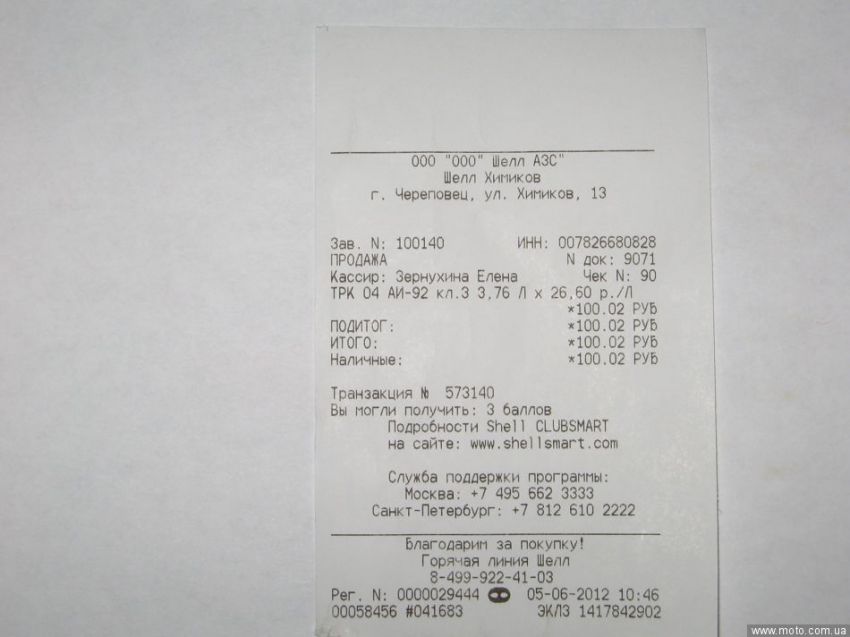 ООО "ООО" Шелл АЗС"
Шелл Химиков
г. Череповец, ул. Химиков, 13
Зав. N: 100140 ИНН: 007826680828
ПРОДАЖА N док: 9071
Кассир: Зернухина Елена Чек N: 90
ТРК 04 АИ-92 кл.3 3,76 Л x 26,60 р./Л
*100.02 РУБ
ПОДИТОГ: *100.02 РУБ
ИТОГО: *100.02 РУБ
Наличные: *100.02 РУБ
Транзакция № 573140
Вы могли получить: 3 баллов
Подробности Shell CLUBSMART
на сайте: www.shellsmart.com
Служба поддержки программы:
Москва: +7 495 662 3333
Санкт-Петербург: +7 812 610 2222
Благодарим за покупку!
Горячая линия Шелл
8-499-922-41-03
Рег. N: 0000029444 05-06-2012 10:46
00058456 #041683 ЭКЛЗ 1417842902
www.moto.com.ua